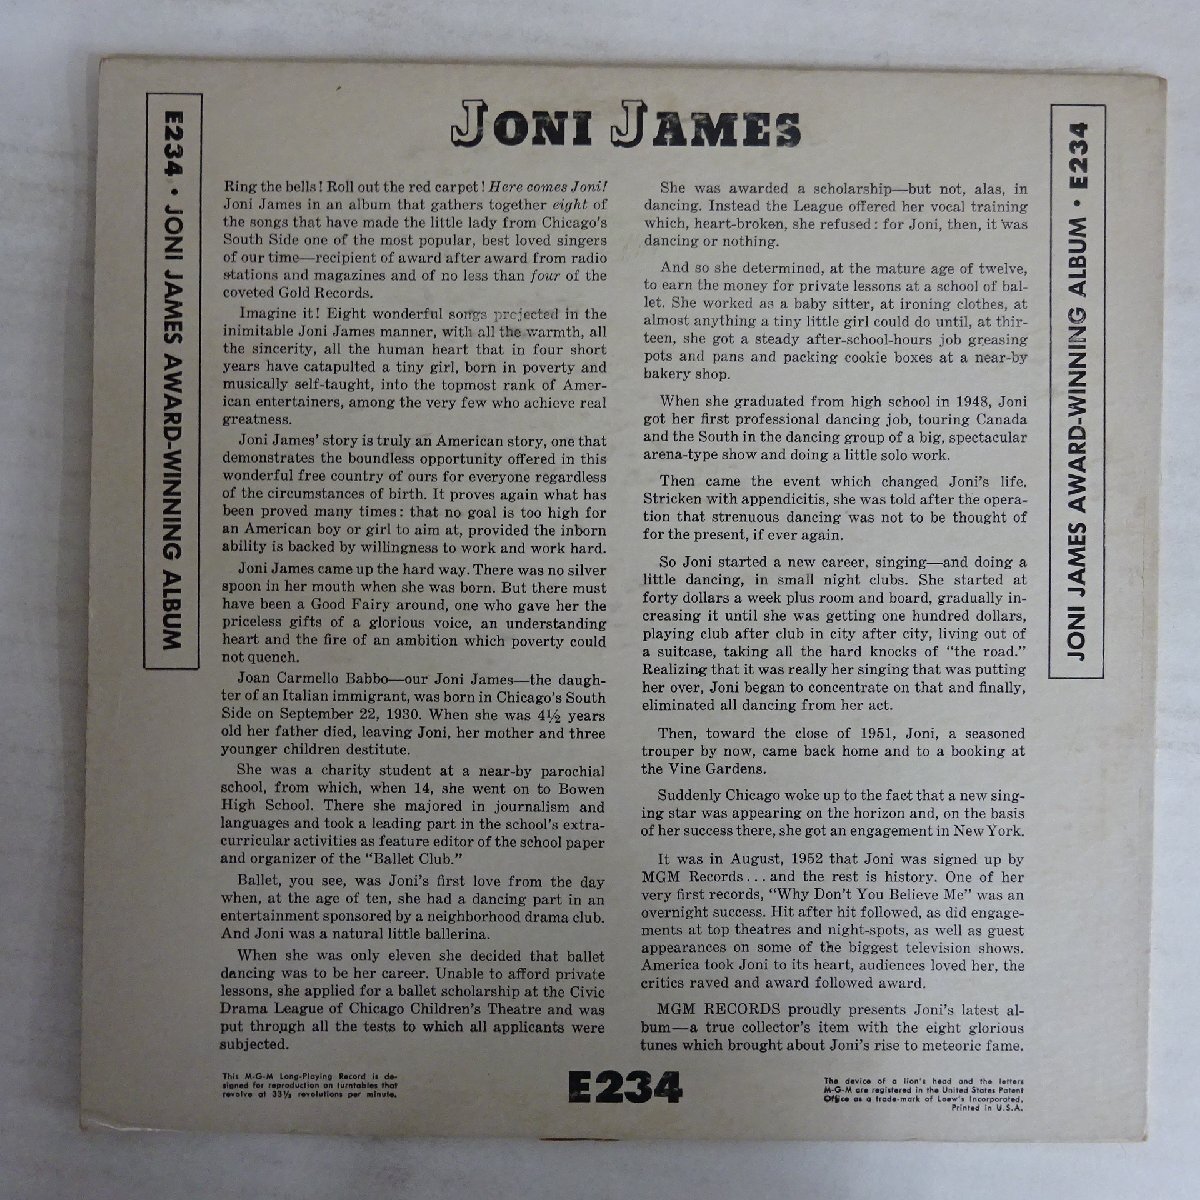 JONI JAMES
E234 • JONI JAMES AWARD-WINNING ALBUM
Ring the bells! Roll out the red carpet! Here comes Joni!
Joni James in an album that gathers together eight of
the songs that have made the little lady from Chicago's
South Side one of the most popular, best loved singers
of our time—recipient of award after award from radio
stations and magazines and of no less than four of the
coveted Gold Records.
Imagine it! Eight wonderful songs projected in the
inimitable Joni James manner, with all the warmth, all
the sincerity, all the human heart that in four short
years have catapulted a tiny girl, born in poverty and
musically self-taught, into the topmost rank of Amer-
ican entertainers, among the very few who achieve real
greatness.
Joni James' story is truly an American story, one that
demonstrates the boundless opportunity offered in this
wonderful free country of ours for everyone regardless
of the circumstances of birth. It proves again what has
been proved many times: that no goal is too high for
an American boy or girl to aim at, provided the inborn
ability is backed by willingness to work and work hard.
Joni James came up the hard way. There was no silver
spoon in her mouth when she was born. But there must
have been a Good Fairy around, one who gave her the
priceless gifts of a glorious voice, an understanding
heart and the fire of an ambition which poverty could
not quench.
Joan Carmello Babbo—our Joni James—the daugh-
ter of an Italian immigrant, was born in Chicago's South
Side on September 22, 1930. When she was 4½ years
old her father died, leaving Joni, her mother and three
younger children destitute.
She was a charity student at a near-by parochial
school, from which, when 14, she went on to Bowen
High School. There she majored in journalism and
languages and took a leading part in the school's extra-
curricular activities as feature editor of the school paper
and organizer of the "Ballet Club."
Ballet, you see, was Joni's first love from the day
when, at the age of ten, she had a dancing part in an
entertainment sponsored by a neighborhood drama club.
And Joni was a natural little ballerina.
When she was only eleven she decided that ballet
dancing was to be her career. Unable to afford private
lessons, she applied for a ballet scholarship at the Civic
Drama League of Chicago Children's Theatre and was
put through all the tests to which all applicants were
subjected.
She was awarded a scholarship—but not, alas, in
dancing. Instead the League offered her vocal training
which, heart-broken, she refused: for Joni, then, it was
dancing or nothing.
And so she determined, at the mature age of twelve,
to earn the money for private lessons at a school of bal-
let. She worked as a baby sitter, at ironing clothes, at
almost anything a tiny little girl could do until, at thir-
teen, she got a steady after-school-hours job greasing
pots and pans and packing cookie boxes at a near-by
bakery shop.
When she graduated from high school in 1948, Joni
got her first professional dancing job, touring Canada
and the South in the dancing group of a big, spectacular
arena-type show and doing a little solo work.
Then came the event which changed Joni's life.
Stricken with appendicitis, she was told after the opera-
tion that strenuous dancing was not to be thought of
for the present, if ever again.
So Joni started a new career, singing—and doing a
little dancing, in small night clubs. She started at
forty dollars a week plus room and board, gradually in-
creasing it until she was getting one hundred dollars,
playing club after club in city after city, living out of
a suitcase, taking all the hard knocks of "the road."
Realizing that it was really her singing that was putting
her over, Joni began to concentrate on that and finally,
eliminated all dancing from her act.
Then, toward the close of 1951, Joni, a seasoned
trouper by now, came back home and to a booking at
the Vine Gardens.
Suddenly Chicago woke up to the fact that a new sing-
ing star was appearing on the horizon and, on the basis
of her success there, she got an engagement in New York.
It was in August, 1952 that Joni was signed up by
MGM Records...and the rest is history. One of her
very first records, "Why Don't You Believe Me" was an
overnight success. Hit after hit followed, as did engage-
ments at top theatres and night-spots, as well as guest
appearances on some of the biggest television shows.
America took Joni to its heart, audiences loved her, the
critics raved and award followed award.
MGM RECORDS proudly presents Joni's latest al-
bum—a true collector's item with the eight glorious
tunes which brought about Joni's rise to meteoric fame.
JONI JAMES AWARD-WINNING ALBUM • E234
This M-G-M Long-Playing Record is de-
signed for reproduction on turntables that
revolve at 33⅓ revolutions per minute.
E234
The device of a lion's head and the letters
M-G-M are registered in the United States Patent
Office as a trade-mark of Loew's Incorporated.
Printed in U.S.A.